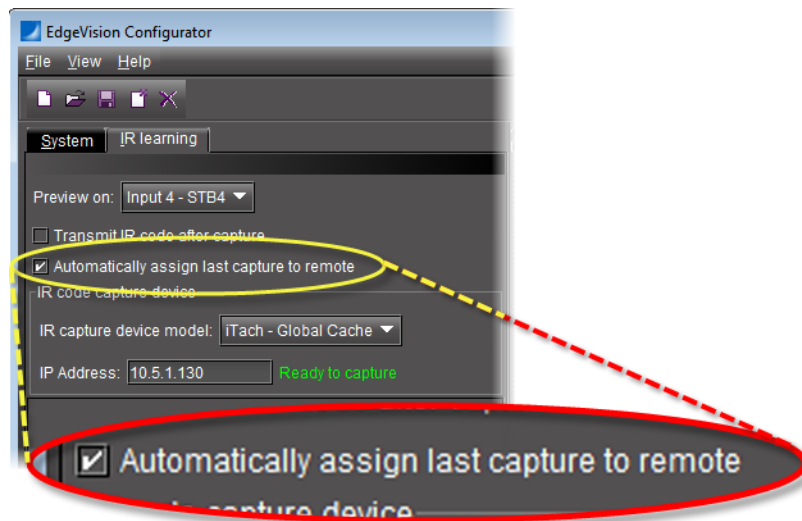 EdgeVision Configurator
File View Help
System IR learning
Preview on: Input 4 - STB4
Transmit IR code after capture
Automatically assign last capture to remote
IR code capture device
IR capture device model: iTach - Global Cache
IP Address: 10.5.1.130 Ready to capture
Automatically assign last capture to remote
capture device